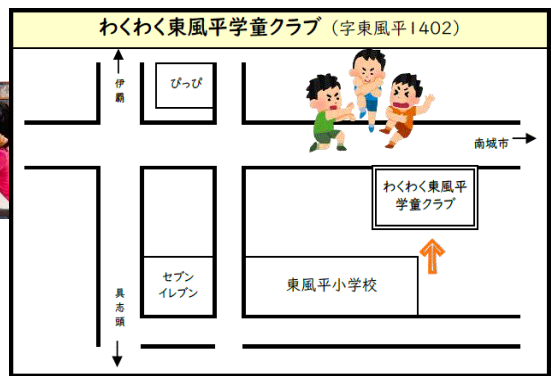 わくわく東風平学童クラブ (字東風平1402)
伊覇
ぴっぴ
南城市
わくわく東風平
学童クラブ
セブン
イレブン
東風平小学校
具志頭